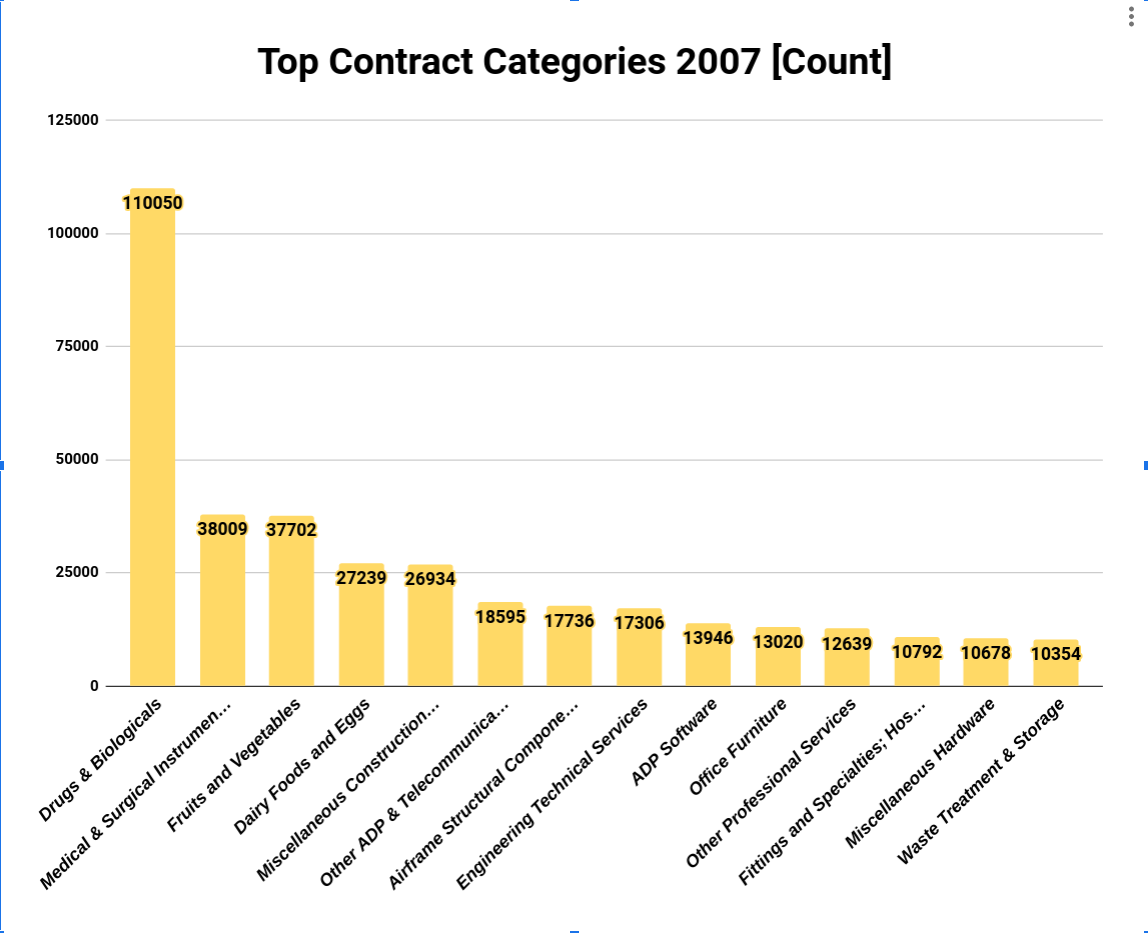 Top Contract Categories 2007 [Count]
125000
100000
75000
50000
25000
0
110050
38009
37702
27239
26934
18595
17736
17306
13946
13020
12639
10792
10678
10354
Drugs & Biologicals
Medical & Surgical Instrumen…
Fruits and Vegetables
Dairy Foods and Eggs
Miscellaneous Construction…
Other ADP & Telecommunica…
Airframe Structural Compone…
Engineering Technical Services
ADP Software
Office Furniture
Other Professional Services
Fittings and Specialties; Hos…
Miscellaneous Hardware
Waste Treatment & Storage